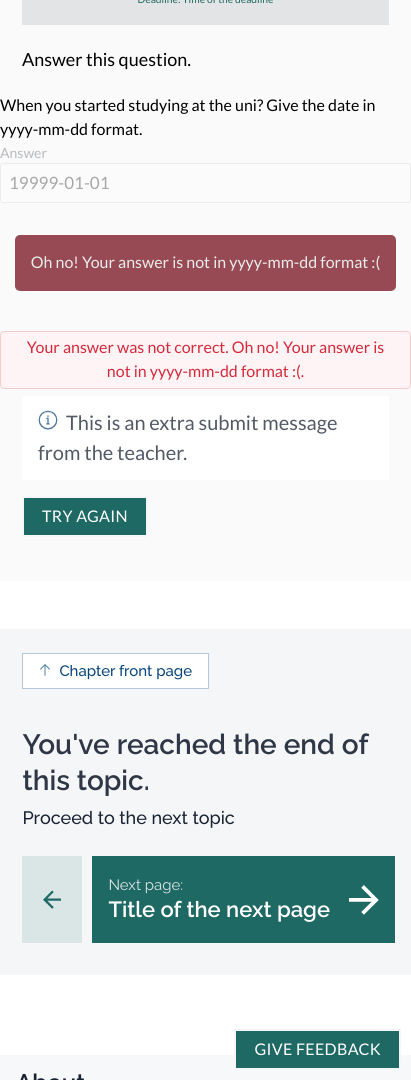 Deadline: Time of the deadline
Answer this question.
When you started studying at the uni? Give the date in
yyyy-mm-dd format.
Answer
19999-01-01
Oh no! Your answer is not in yyyy-mm-dd format :(
Your answer was not correct. Oh no! Your answer is
not in yyyy-mm-dd format :(.
This is an extra submit message
from the teacher.
TRY AGAIN
Chapter front page
You've reached the end of
this topic.
Proceed to the next topic
Next page:
Title of the next page
GIVE FEEDBACK
About